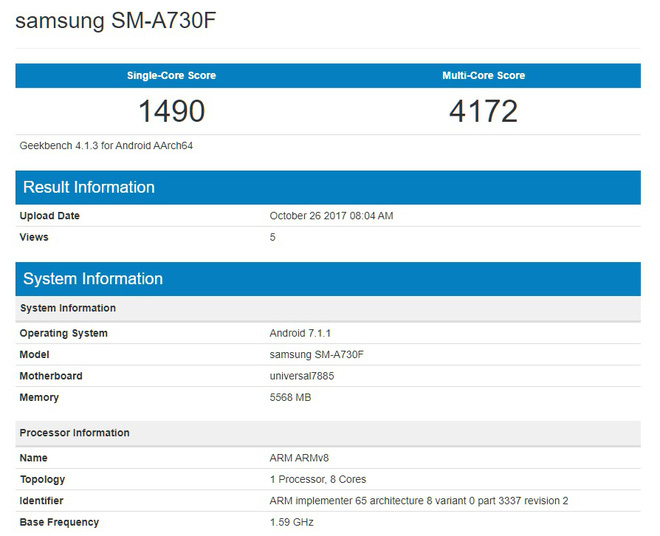 samsung SM-A730F
Single-Core Score Multi-Core Score
1490 4172
Geekbench 4.1.3 for Android AArch64
Result Information
Upload Date October 26 2017 08:04 AM
Views 5
System Information
System Information
Operating System Android 7.1.1
Model samsung SM-A730F
Motherboard universal7885
Memory 5568 MB
Processor Information
Name ARM ARMv8
Topology 1 Processor, 8 Cores
Identifier ARM implementer 65 architecture 8 variant 0 part 3337 revision 2
Base Frequency 1.59 GHz